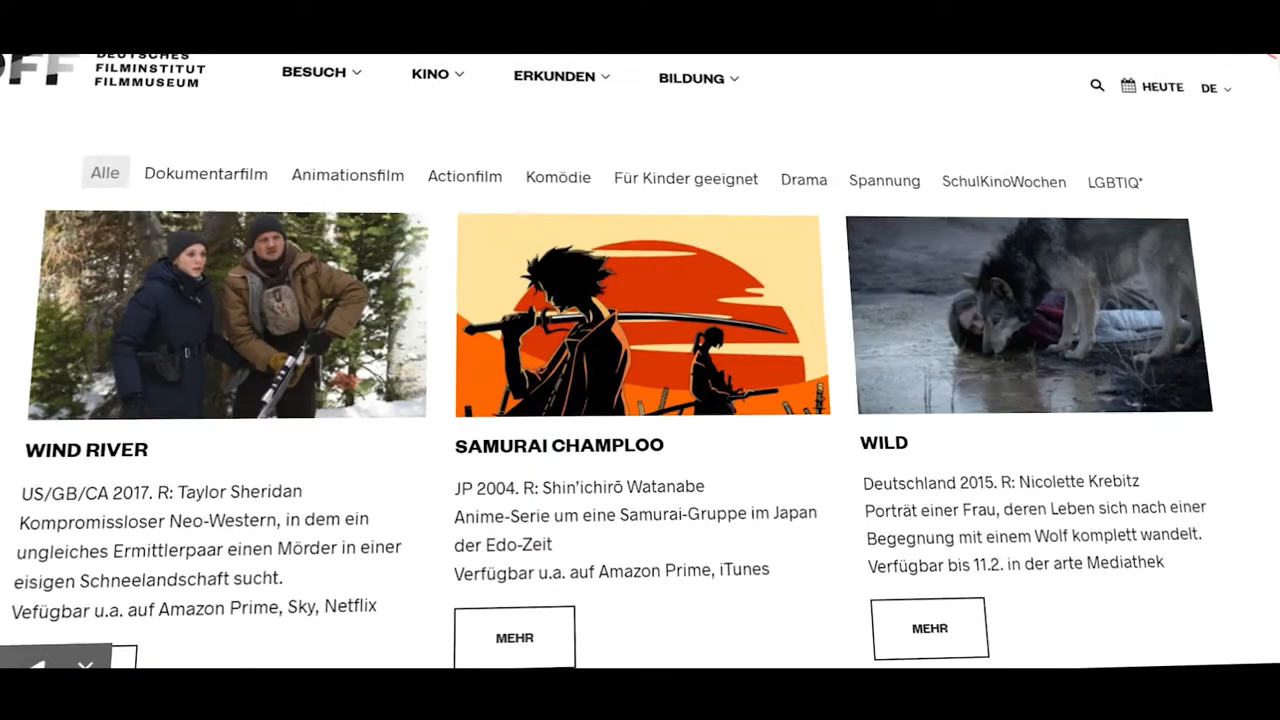 DFF
DEUTSCHES
FILMINSTITUT
FILMMUSEUM
BESUCH
KINO
ERKUNDEN
BILDUNG
HEUTE
DE
Alle
Dokumentarfilm
Animationsfilm
Actionfilm
Komödie
Für Kinder geeignet
Drama
Spannung
SchulKinoWochen
LGBTIQ*
WIND RIVER
US/GB/CA 2017. R: Taylor Sheridan
Kompromissloser Neo-Western, in dem ein
ungleiches Ermittlerpaar einen Mörder in einer
eisigen Schneelandschaft sucht.
Vefügbar u.a. auf Amazon Prime, Sky, Netflix
SAMURAI CHAMPLOO
JP 2004. R: Shin'ichirō Watanabe
Anime-Serie um eine Samurai-Gruppe im Japan
der Edo-Zeit
Verfügbar u.a. auf Amazon Prime, iTunes
MEHR
WILD
Deutschland 2015. R: Nicolette Krebitz
Porträt einer Frau, deren Leben sich nach einer
Begegnung mit einem Wolf komplett wandelt.
Verfügbar bis 11.2. in der arte Mediathek
MEHR